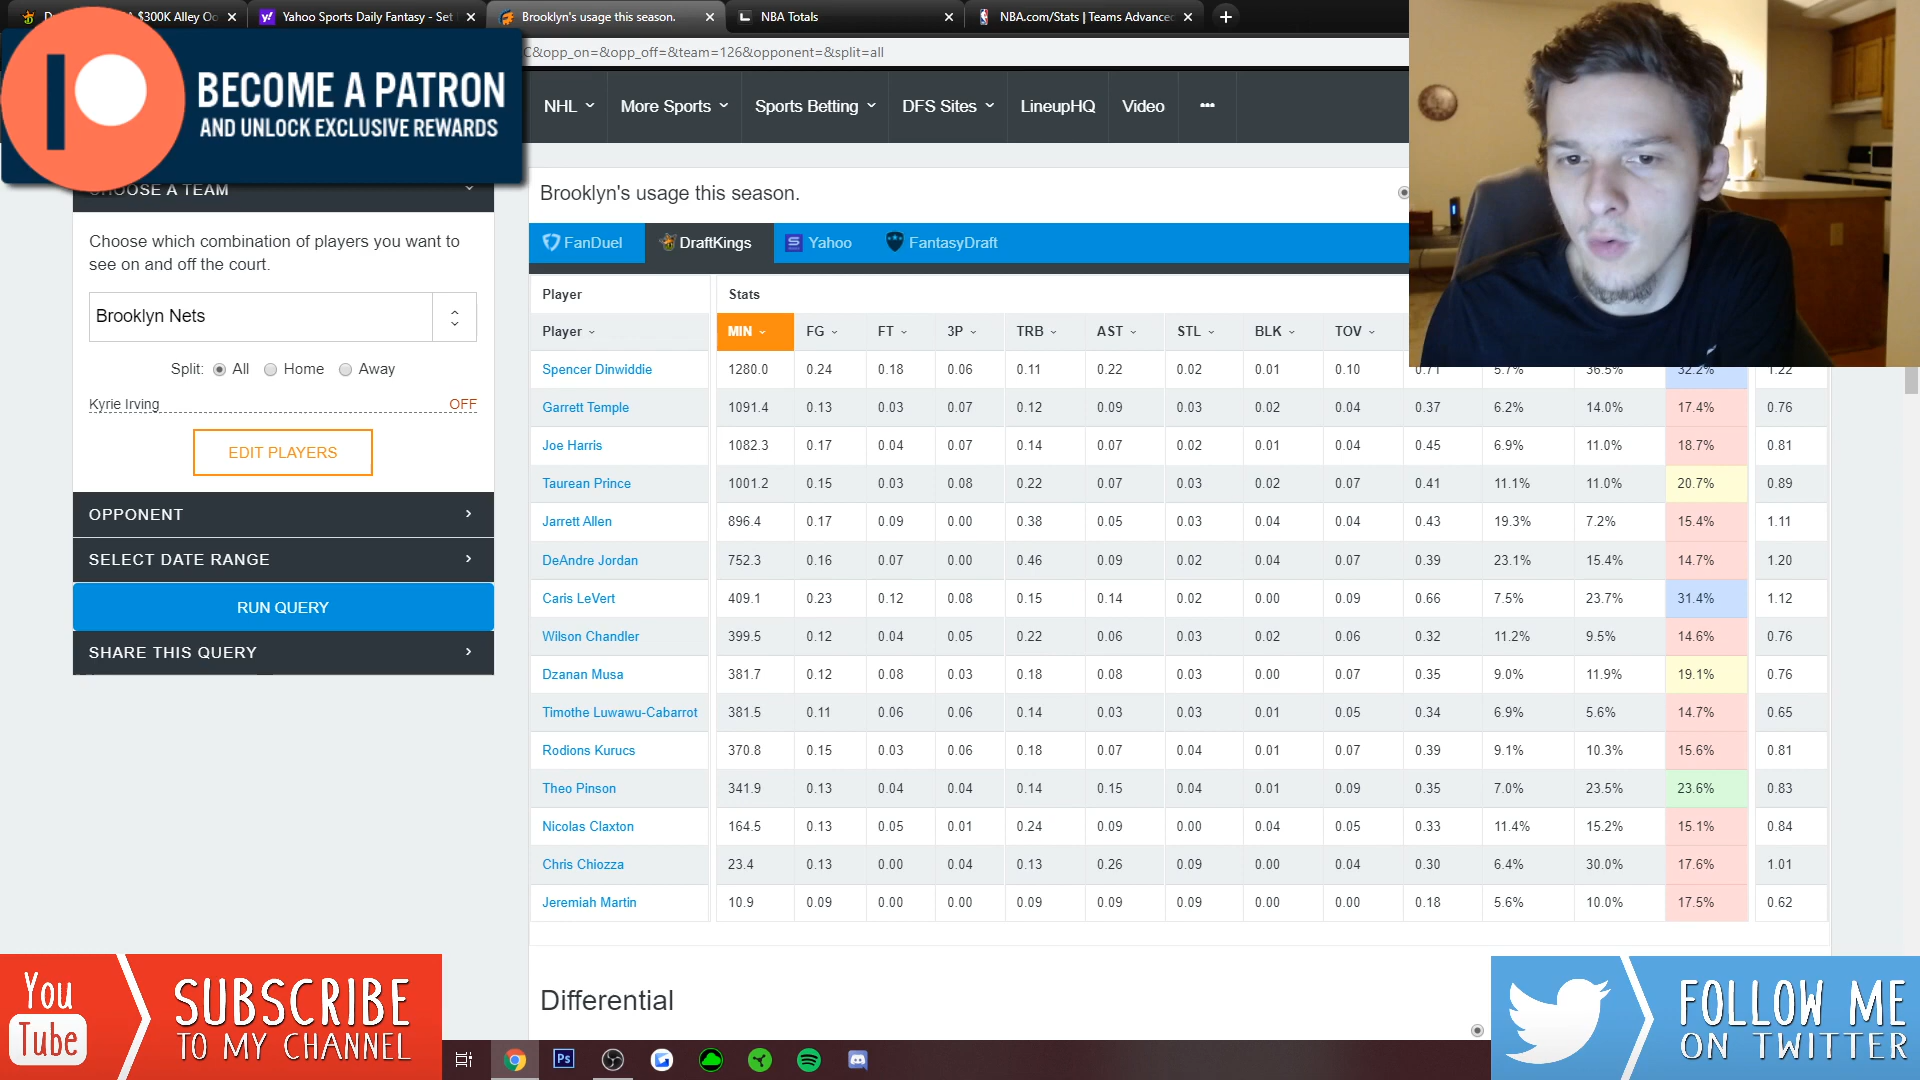 $300K Alley Oo
Yahoo Sports Daily Fantasy - Set
Brooklyn's usage this season.
NBA Totals
NBA.com/Stats | Teams Advance
C&opp_on=&opp_off=&team=126&opponent=&split=all
BECOME A PATRON
AND UNLOCK EXCLUSIVE REWARDS
NHL More Sports Sports Betting DFS Sites LineupHQ Video •••
CHOOSE A TEAM
Choose which combination of players you want to
see on and off the court.
Brooklyn Nets
Split: All Home Away
Kyrie Irving OFF
EDIT PLAYERS
OPPONENT
SELECT DATE RANGE
RUN QUERY
SHARE THIS QUERY
Brooklyn's usage this season.
FanDuel DraftKings Yahoo FantasyDraft
Player Stats
Player MIN FG FT 3P TRB AST STL BLK TOV
Spencer Dinwiddie 1280.0 0.24 0.18 0.06 0.11 0.22 0.02 0.01 0.10 0.71 5.7% 36.5% 32.2% 1.22
Garrett Temple 1091.4 0.13 0.03 0.07 0.12 0.09 0.03 0.02 0.04 0.37 6.2% 14.0% 17.4% 0.76
Joe Harris 1082.3 0.17 0.04 0.07 0.14 0.07 0.02 0.01 0.04 0.45 6.9% 11.0% 18.7% 0.81
Taurean Prince 1001.2 0.15 0.03 0.08 0.22 0.07 0.03 0.02 0.07 0.41 11.1% 11.0% 20.7% 0.89
Jarrett Allen 896.4 0.17 0.09 0.00 0.38 0.05 0.03 0.04 0.04 0.43 19.3% 7.2% 15.4% 1.11
DeAndre Jordan 752.3 0.16 0.07 0.00 0.46 0.09 0.02 0.04 0.07 0.39 23.1% 15.4% 14.7% 1.20
Caris LeVert 409.1 0.23 0.12 0.08 0.15 0.14 0.02 0.00 0.09 0.66 7.5% 23.7% 31.4% 1.12
Wilson Chandler 399.5 0.12 0.04 0.05 0.22 0.06 0.03 0.02 0.06 0.32 11.2% 9.5% 14.6% 0.76
Dzanan Musa 381.7 0.12 0.08 0.03 0.18 0.08 0.03 0.00 0.07 0.35 9.0% 11.9% 19.1% 0.76
Timothe Luwawu-Cabarrot 381.5 0.11 0.06 0.06 0.14 0.03 0.03 0.01 0.05 0.34 6.9% 5.6% 14.7% 0.65
Rodions Kurucs 370.8 0.15 0.03 0.06 0.18 0.07 0.04 0.01 0.07 0.39 9.1% 10.3% 15.6% 0.81
Theo Pinson 341.9 0.13 0.04 0.04 0.14 0.15 0.04 0.01 0.09 0.35 7.0% 23.5% 23.6% 0.83
Nicolas Claxton 164.5 0.13 0.05 0.01 0.24 0.09 0.00 0.04 0.05 0.33 11.4% 15.2% 15.1% 0.84
Chris Chiozza 23.4 0.13 0.00 0.04 0.13 0.26 0.09 0.00 0.04 0.30 6.4% 30.0% 17.6% 1.01
Jeremiah Martin 10.9 0.09 0.00 0.00 0.09 0.09 0.09 0.00 0.00 0.18 5.6% 10.0% 17.5% 0.62
Differential
You
Tube
SUBSCRIBE
TO MY CHANNEL
Ps
FOLLOW ME
ON TWITTER